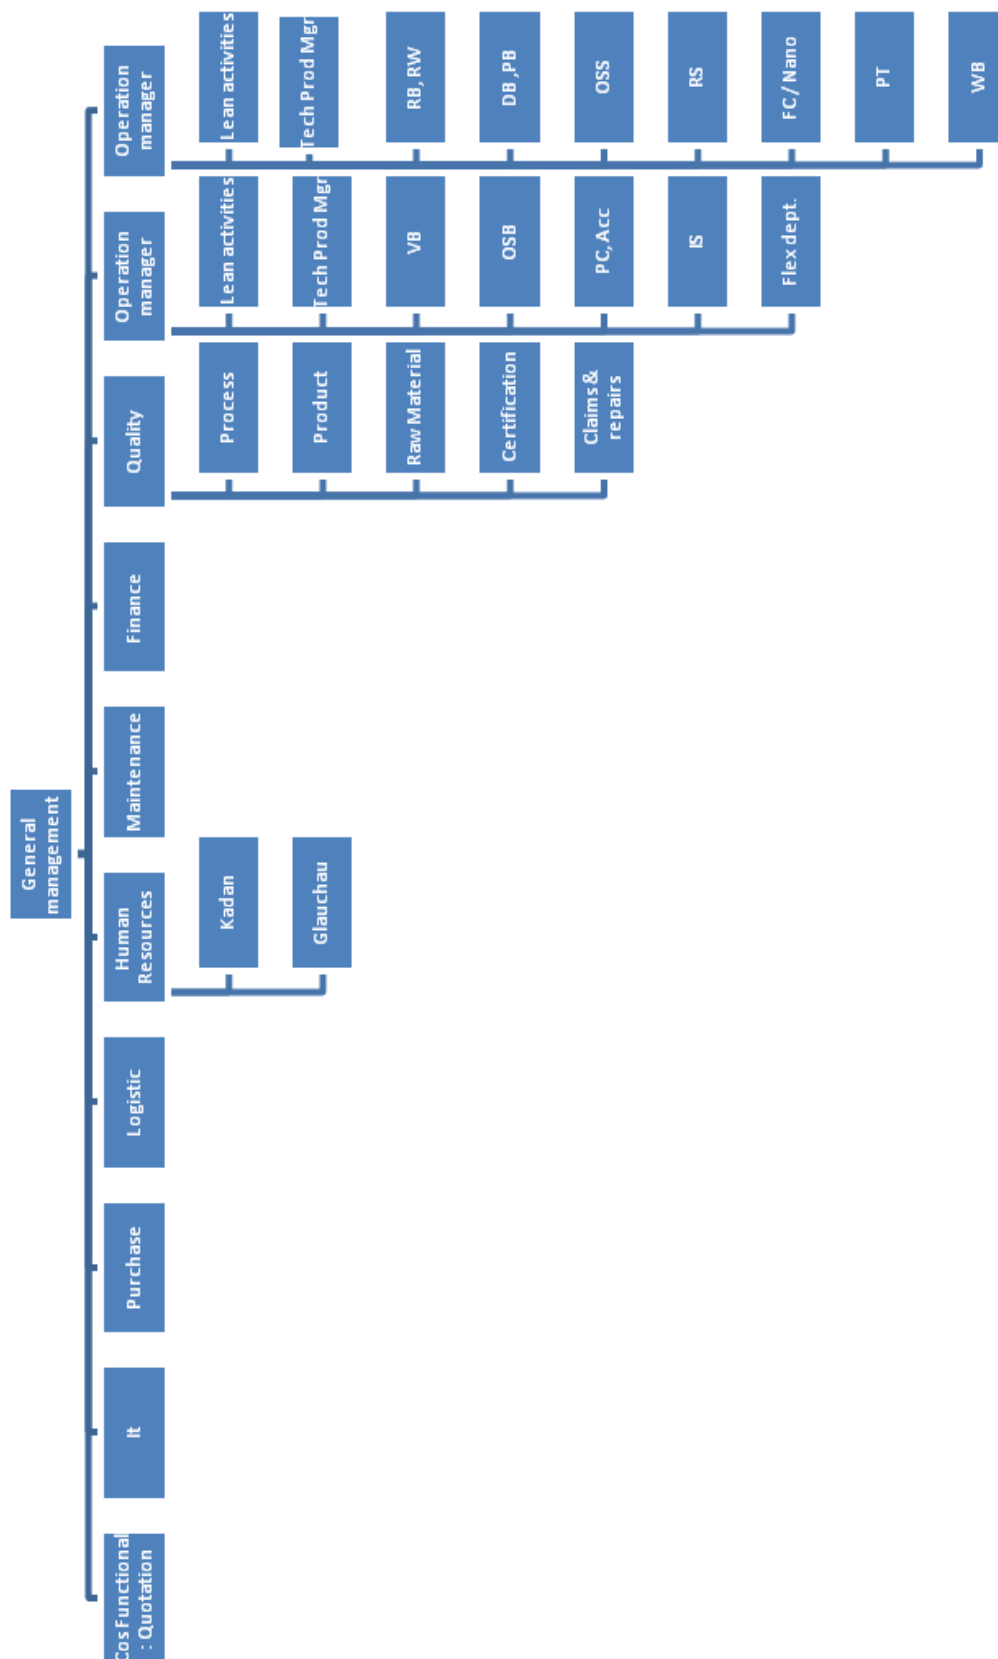 General
management
Cos Functional
: Quotation
It
Purchase
Logistic
Human
Resources
Kadan
Glauchau
Maintenance
Finance
Quality
Process
Product
Raw Material
Certification
Claims &
repairs
Operation
manager
Lean activities
Tech Prod Mgr
VB
OSB
PC, Acc
IS
Flex dept.
Operation
manager
Lean activities
Tech Prod Mgr
RB, RW
DB ,PB
OSS
RS
FC / Nano
PT
WB